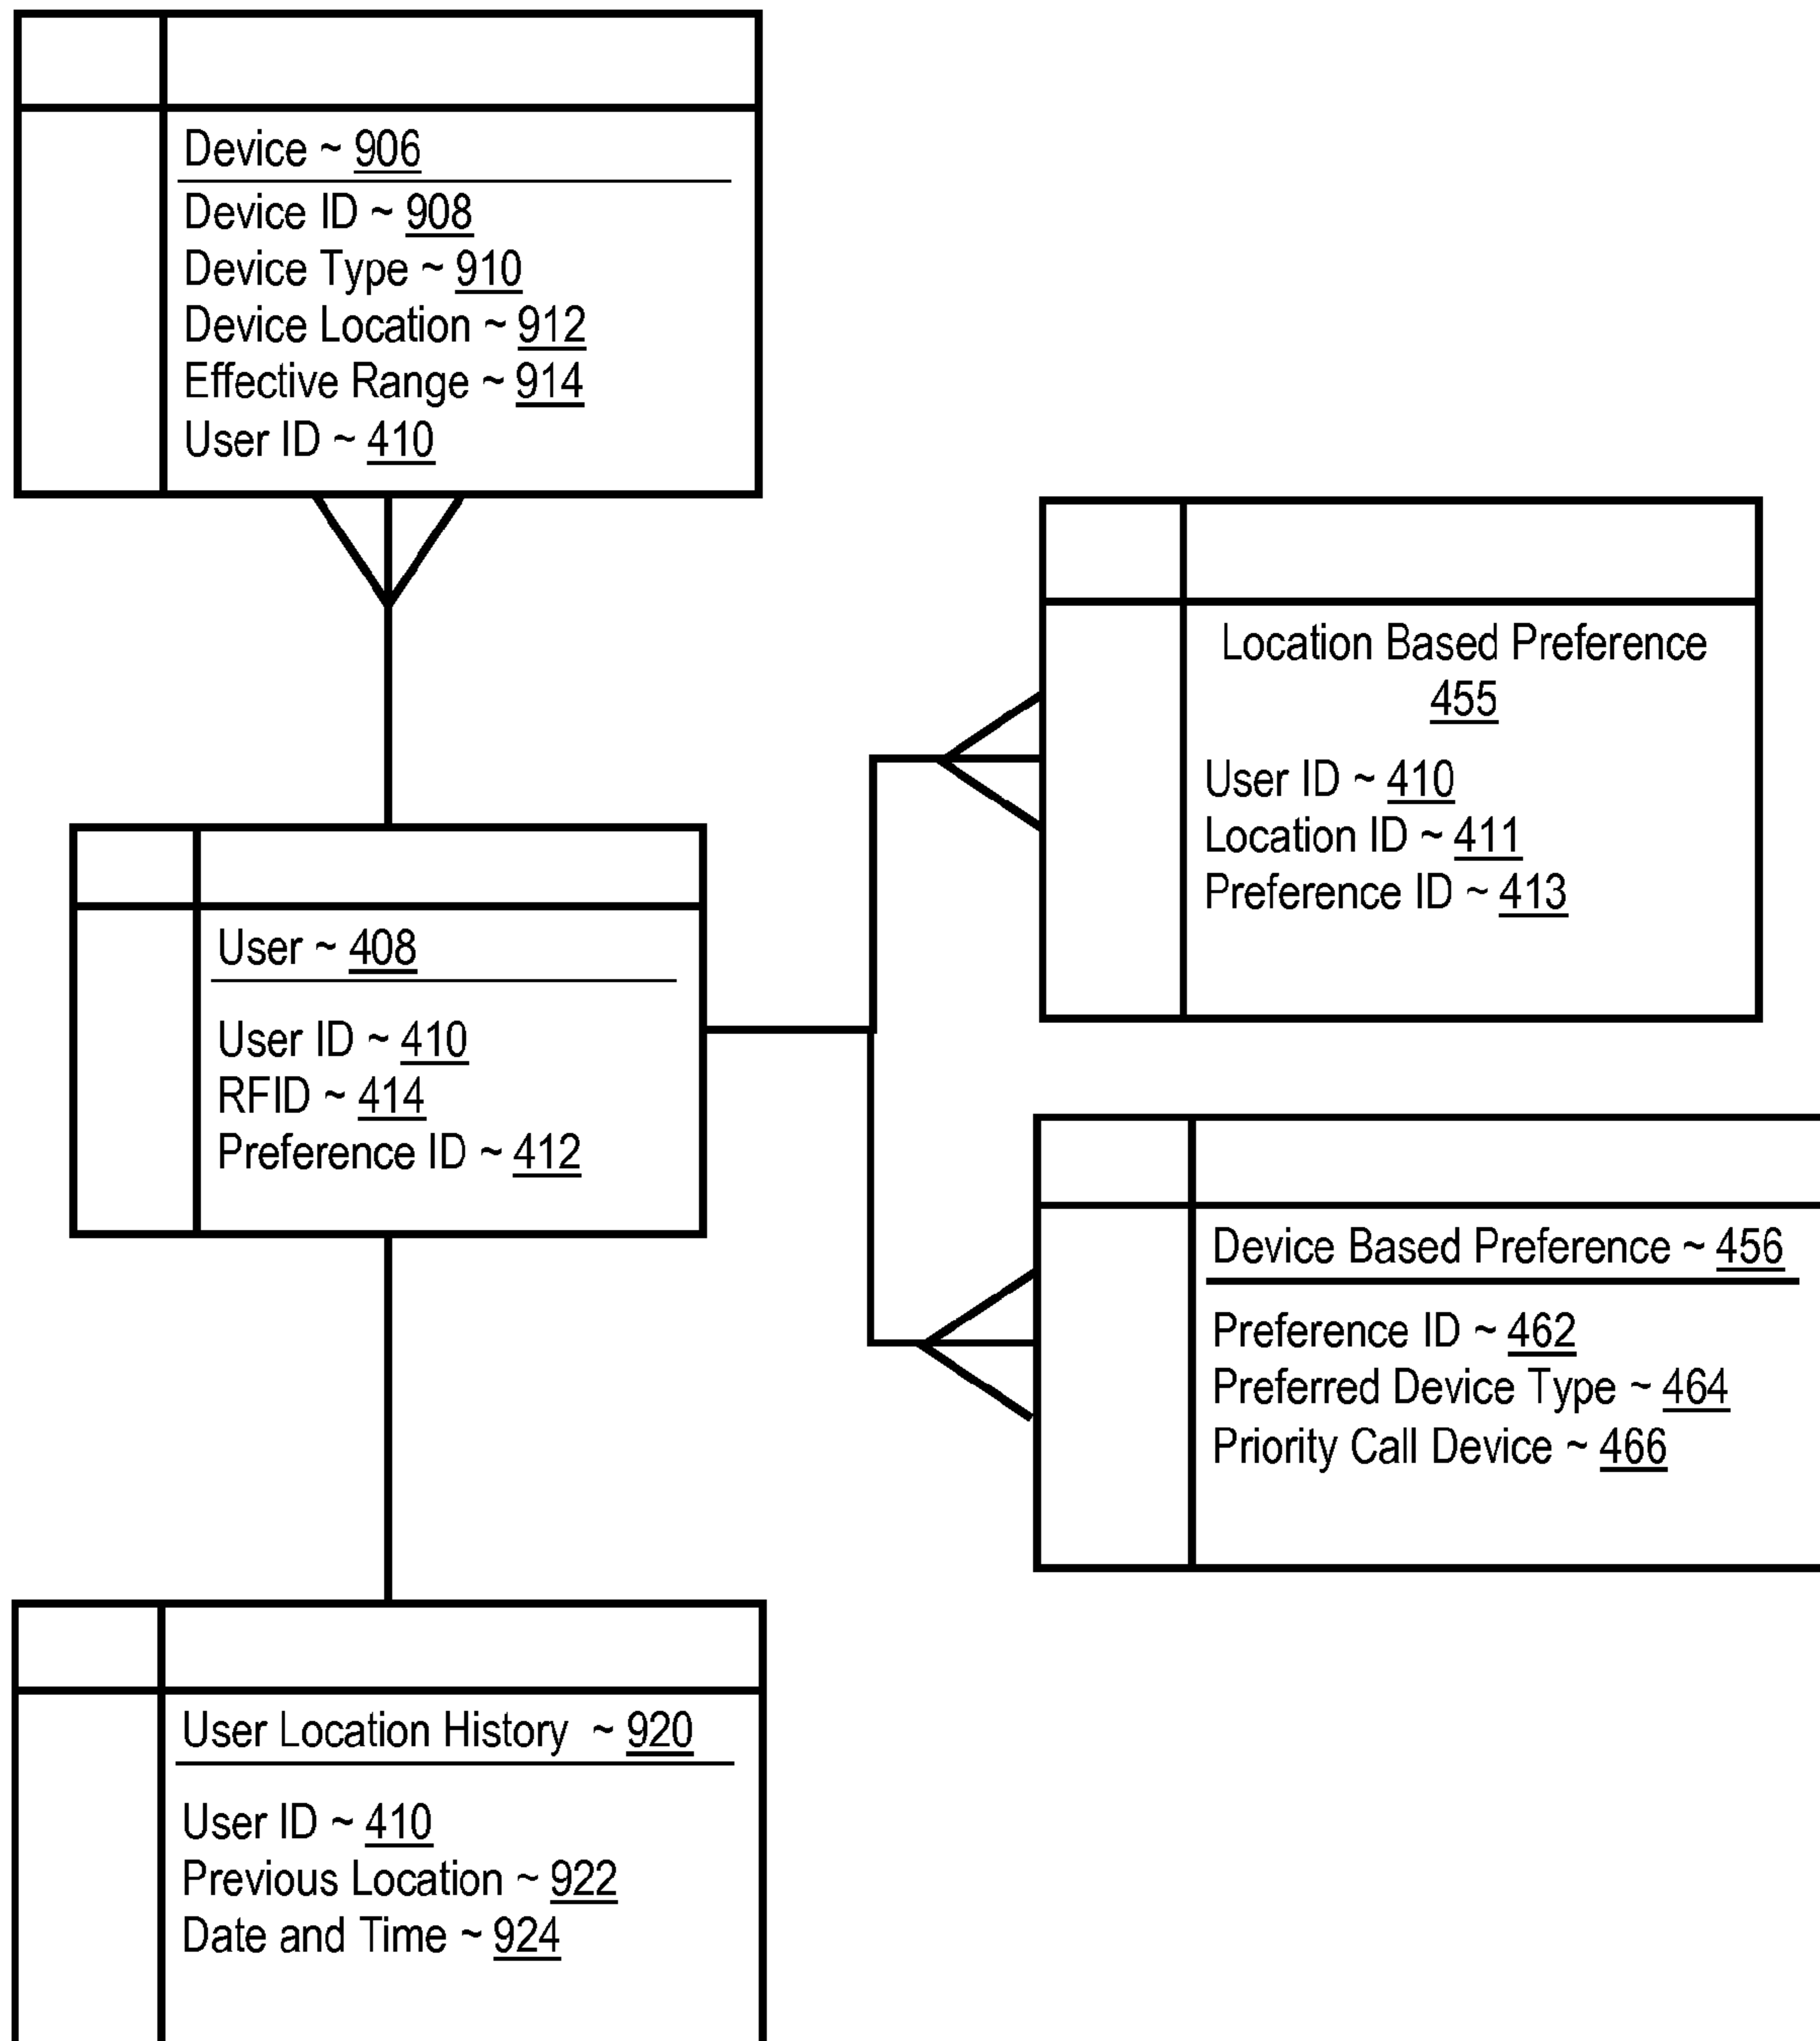 Device ~ 906
Device ID ~ 908
Device Type ~ 910
Device Location ~ 912
Effective Range ~ 914
User ID ~ 410
Location Based Preference
455
User ID ~ 410
Location ID ~ 411
Preference ID ~ 413
User ~ 408
User ID ~ 410
RFID ~ 414
Preference ID ~ 412
Device Based Preference ~ 456
Preference ID ~ 462
Preferred Device Type ~ 464
Priority Call Device ~ 466
User Location History ~ 920
User ID ~ 410
Previous Location ~ 922
Date and Time ~ 924